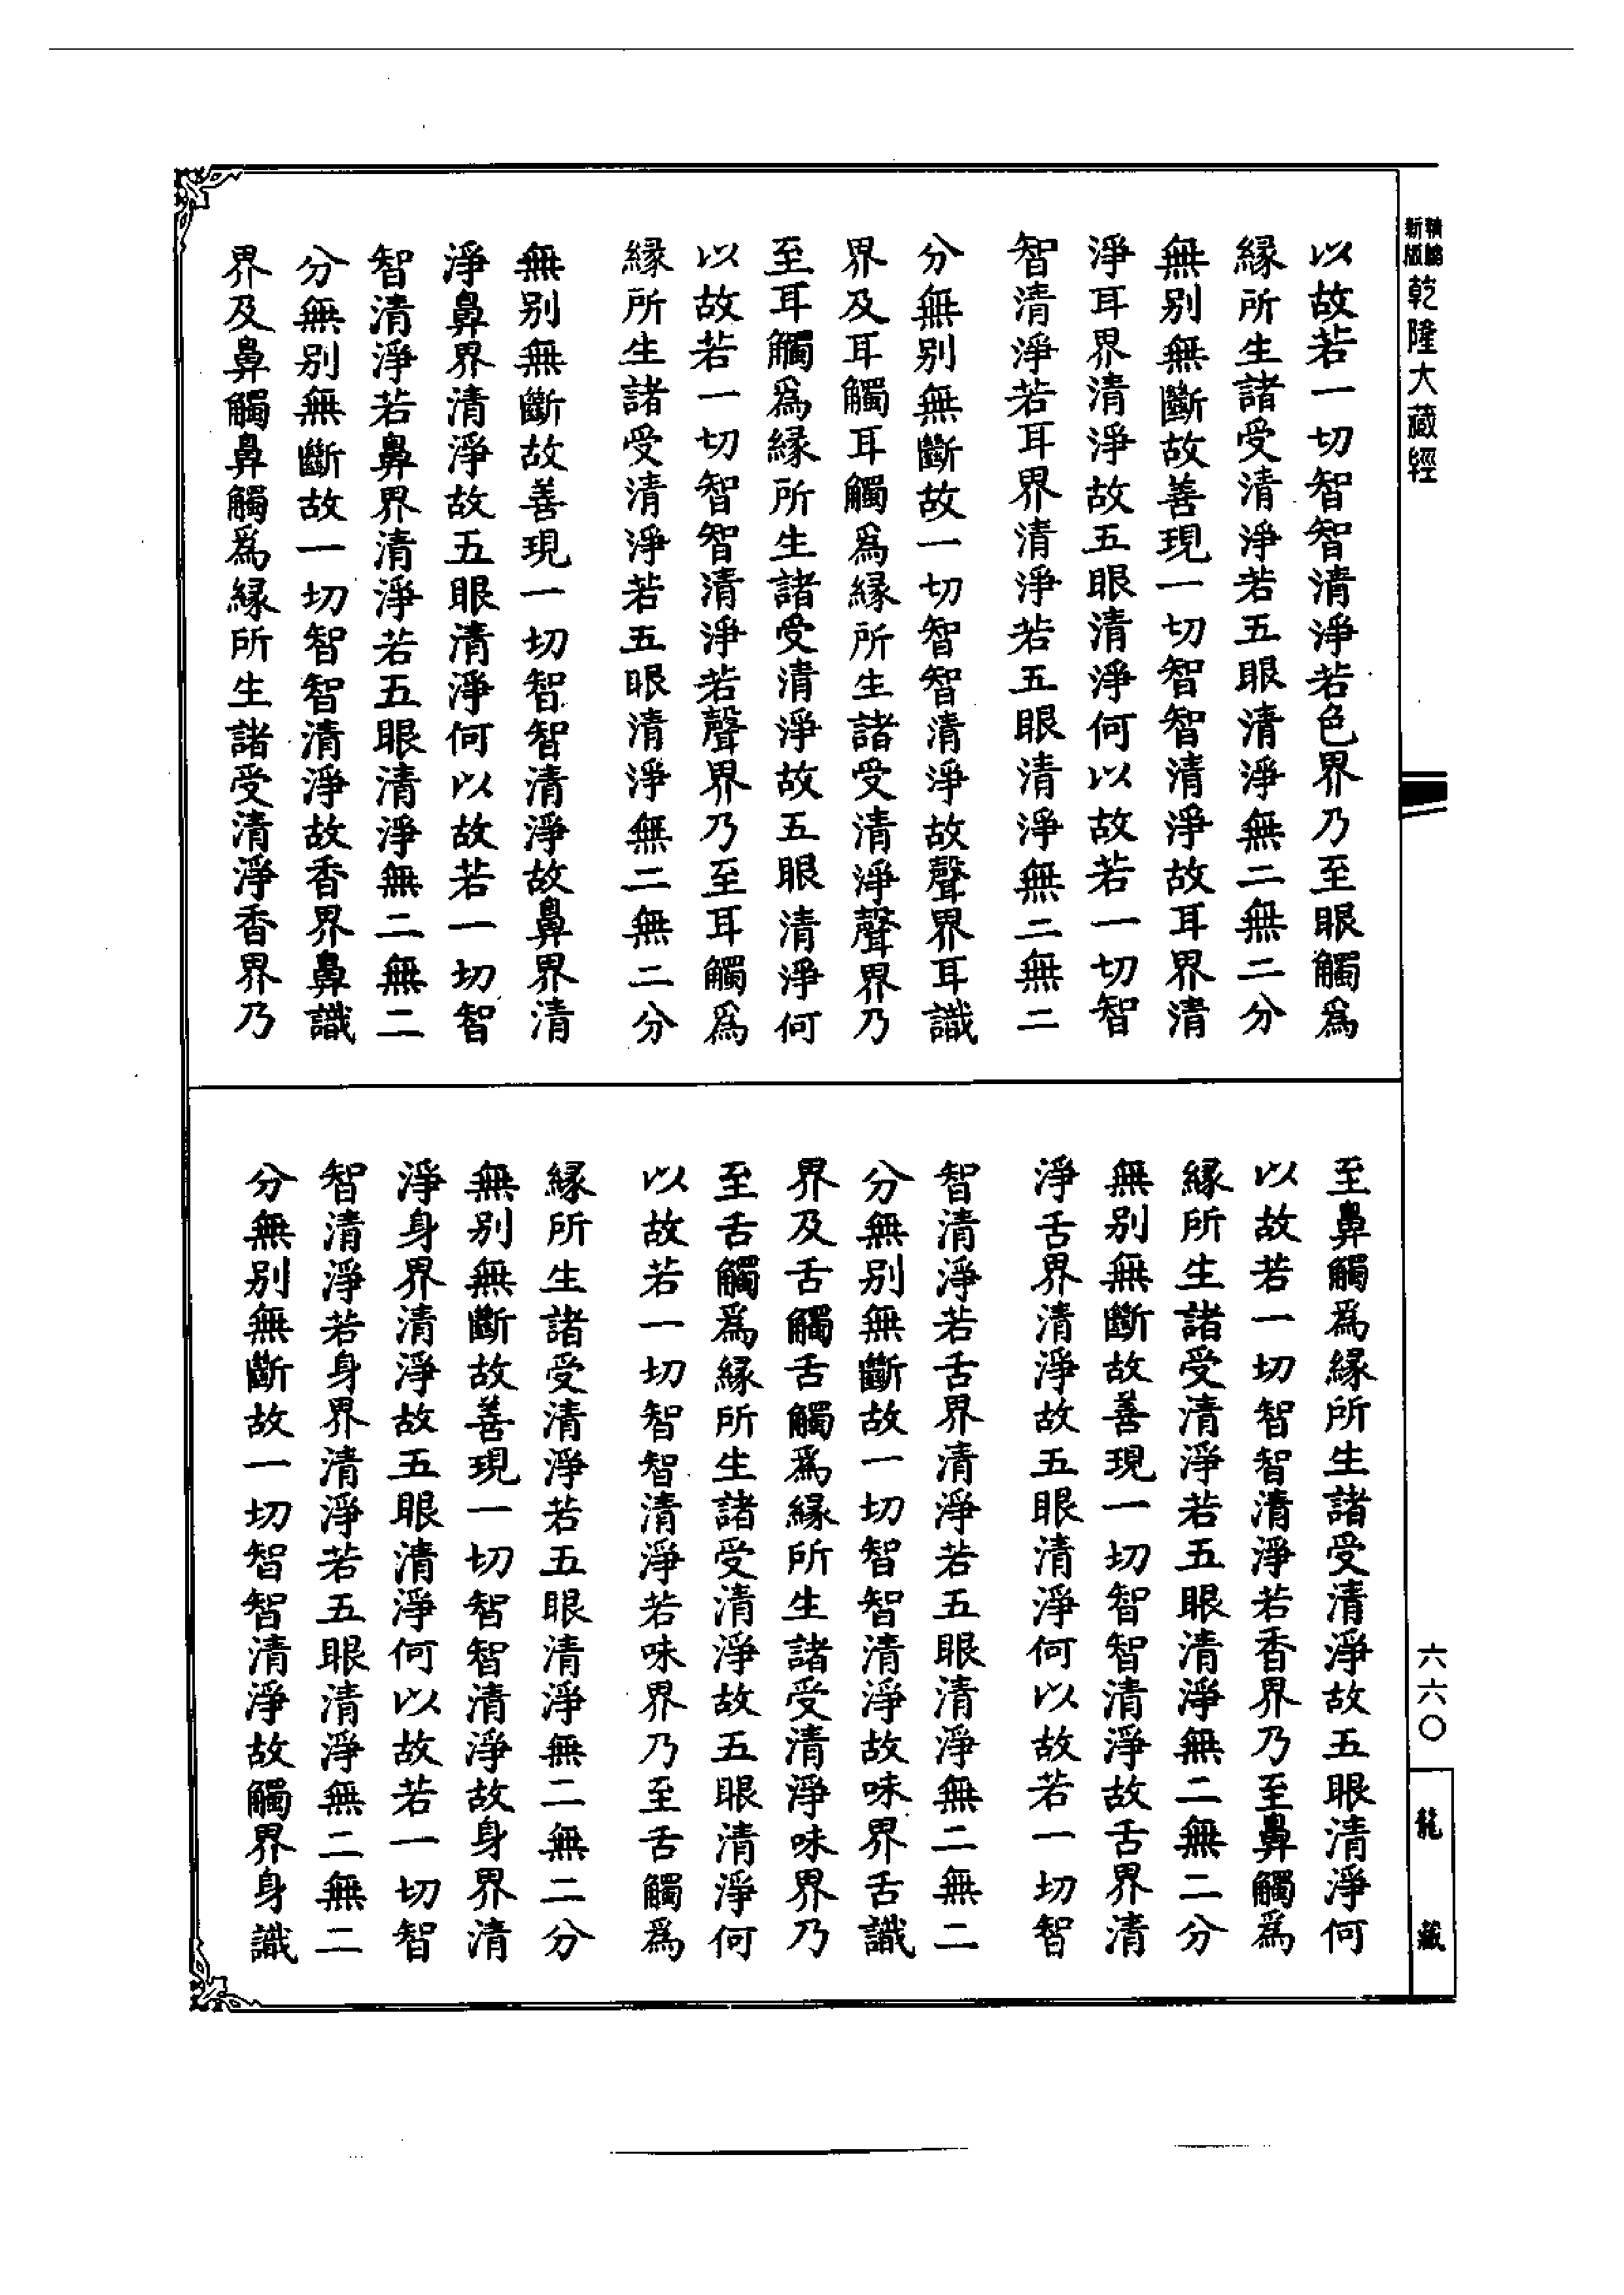 新版
精編
乾隆大藏經
以故若一切智智清淨若色界乃至眼觸爲
緣所生諸受清淨若五眼清淨無二無二分
無别無斷故善現一切智智清淨故耳界清
淨耳界清淨故五眼清淨何以故若一切智
智清淨若耳界清淨若五眼清淨無二無二
分無别無斷故一切智智清淨故聲界耳識
界及耳觸耳觸爲緣所生諸受清淨聲界乃
至耳觸爲緣所生諸受清淨故五眼清淨何
以故若一切智智清淨若聲界乃至耳觸爲
緣所生諸受清淨若五眼清淨無二無二分
無别無斷故善現一切智智清淨故鼻界清
淨鼻界清淨故五眼清淨何以故若一切智
智清淨若鼻界清淨若五眼清淨無二無二
分無别無斷故一切智智清淨故香界鼻識
界及鼻觸鼻觸爲緣所生諸受清淨香界乃
至鼻觸爲緣所生諸受清淨故五眼清淨何
以故若一切智智清淨若香界乃至鼻觸爲
緣所生諸受清淨若五眼清淨無二無二分
無别無斷故善現一切智智清淨故舌界清
淨舌界清淨故五眼清淨何以故若一切智
智清淨若舌界清淨若五眼清淨無二無二
分無别無斷故一切智智清淨故味界舌識
界及舌觸舌觸爲緣所生諸受清淨味界乃
至舌觸爲緣所生諸受清淨故五眼清淨何
以故若一切智智清淨若味界乃至舌觸爲
緣所生諸受清淨若五眼清淨無二無二分
無别無斷故善現一切智智清淨故身界清
淨身界清淨故五眼清淨何以故若一切智
智清淨若身界清淨若五眼清淨無二無二
分無别無斷故一切智智清淨故觸界身識
六六〇
龍藏